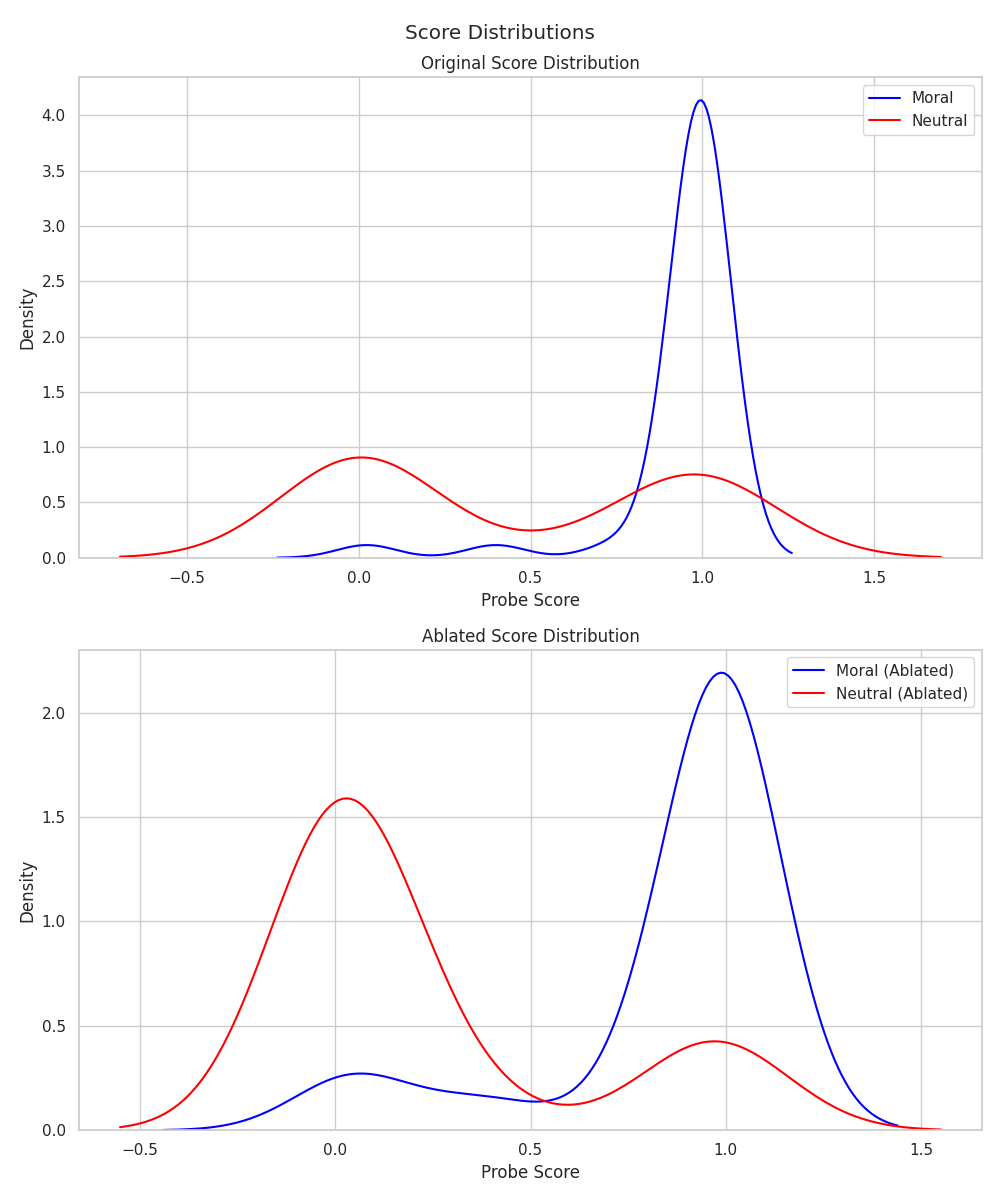 Score Distributions
Original Score Distribution
Moral
Neutral
4.0
3.5
3.0
2.5
2.0
1.5
1.0
0.5
0.0
Density
−0.5
0.0
0.5
1.0
1.5
Probe Score
Ablated Score Distribution
Moral (Ablated)
Neutral (Ablated)
2.0
1.5
1.0
0.5
0.0
Density
−0.5
0.0
0.5
1.0
1.5
Probe Score